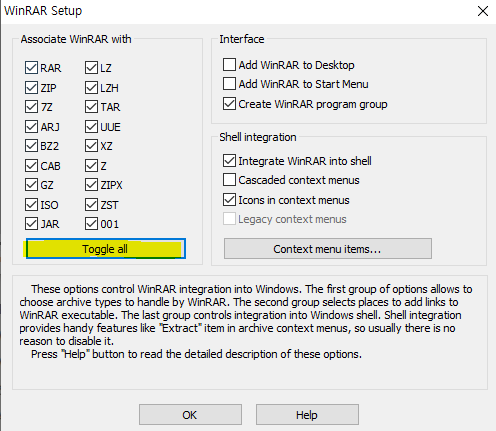 WinRAR Setup
Associate WinRAR with
RAR
ZIP
7Z
ARJ
BZ2
CAB
GZ
ISO
JAR
LZ
LZH
TAR
UUE
XZ
Z
ZIPX
ZST
001
Toggle all
Interface
Add WinRAR to Desktop
Add WinRAR to Start Menu
Create WinRAR program group
Shell integration
Integrate WinRAR into shell
Cascaded context menus
Icons in context menus
Legacy context menus
Context menu items...
These options control WinRAR integration into Windows. The first group of options allows to
choose archive types to handle by WinRAR. The second group selects places to add links to
WinRAR executable. The last group controls integration into Windows shell. Shell integration
provides handy features like "Extract" item in archive context menus, so usually there is no
reason to disable it.
Press "Help" button to read the detailed description of these options.
OK
Help